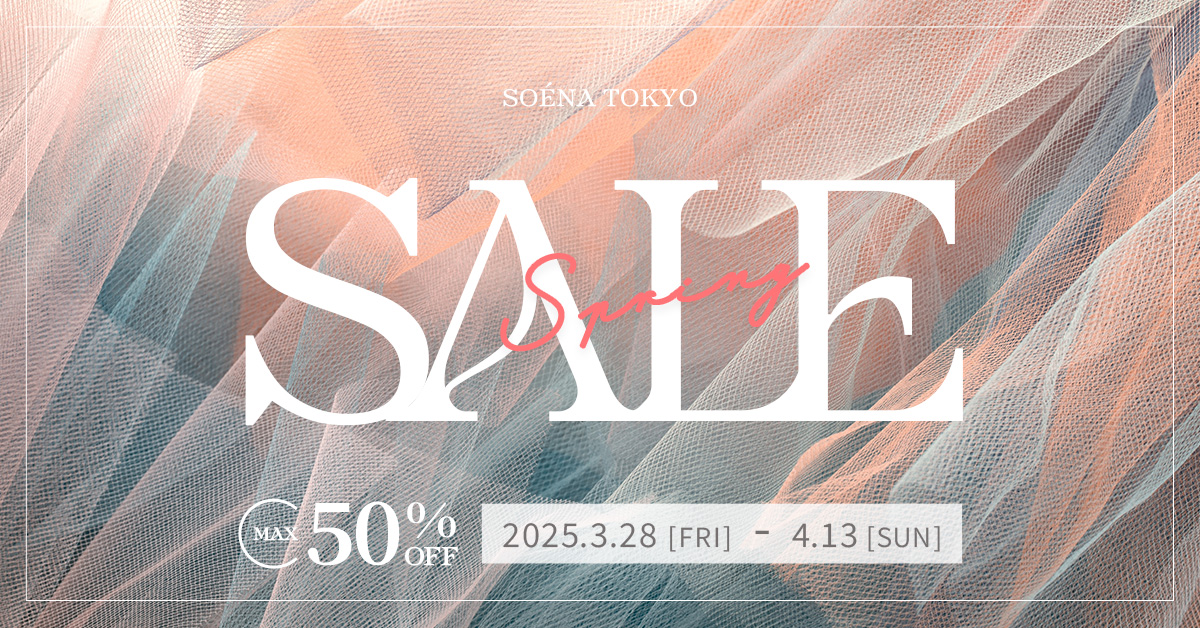 SOÉNA TOKYO
SALE
Spring
MAX 50% OFF
2025.3.28 [FRI] - 4.13 [SUN]